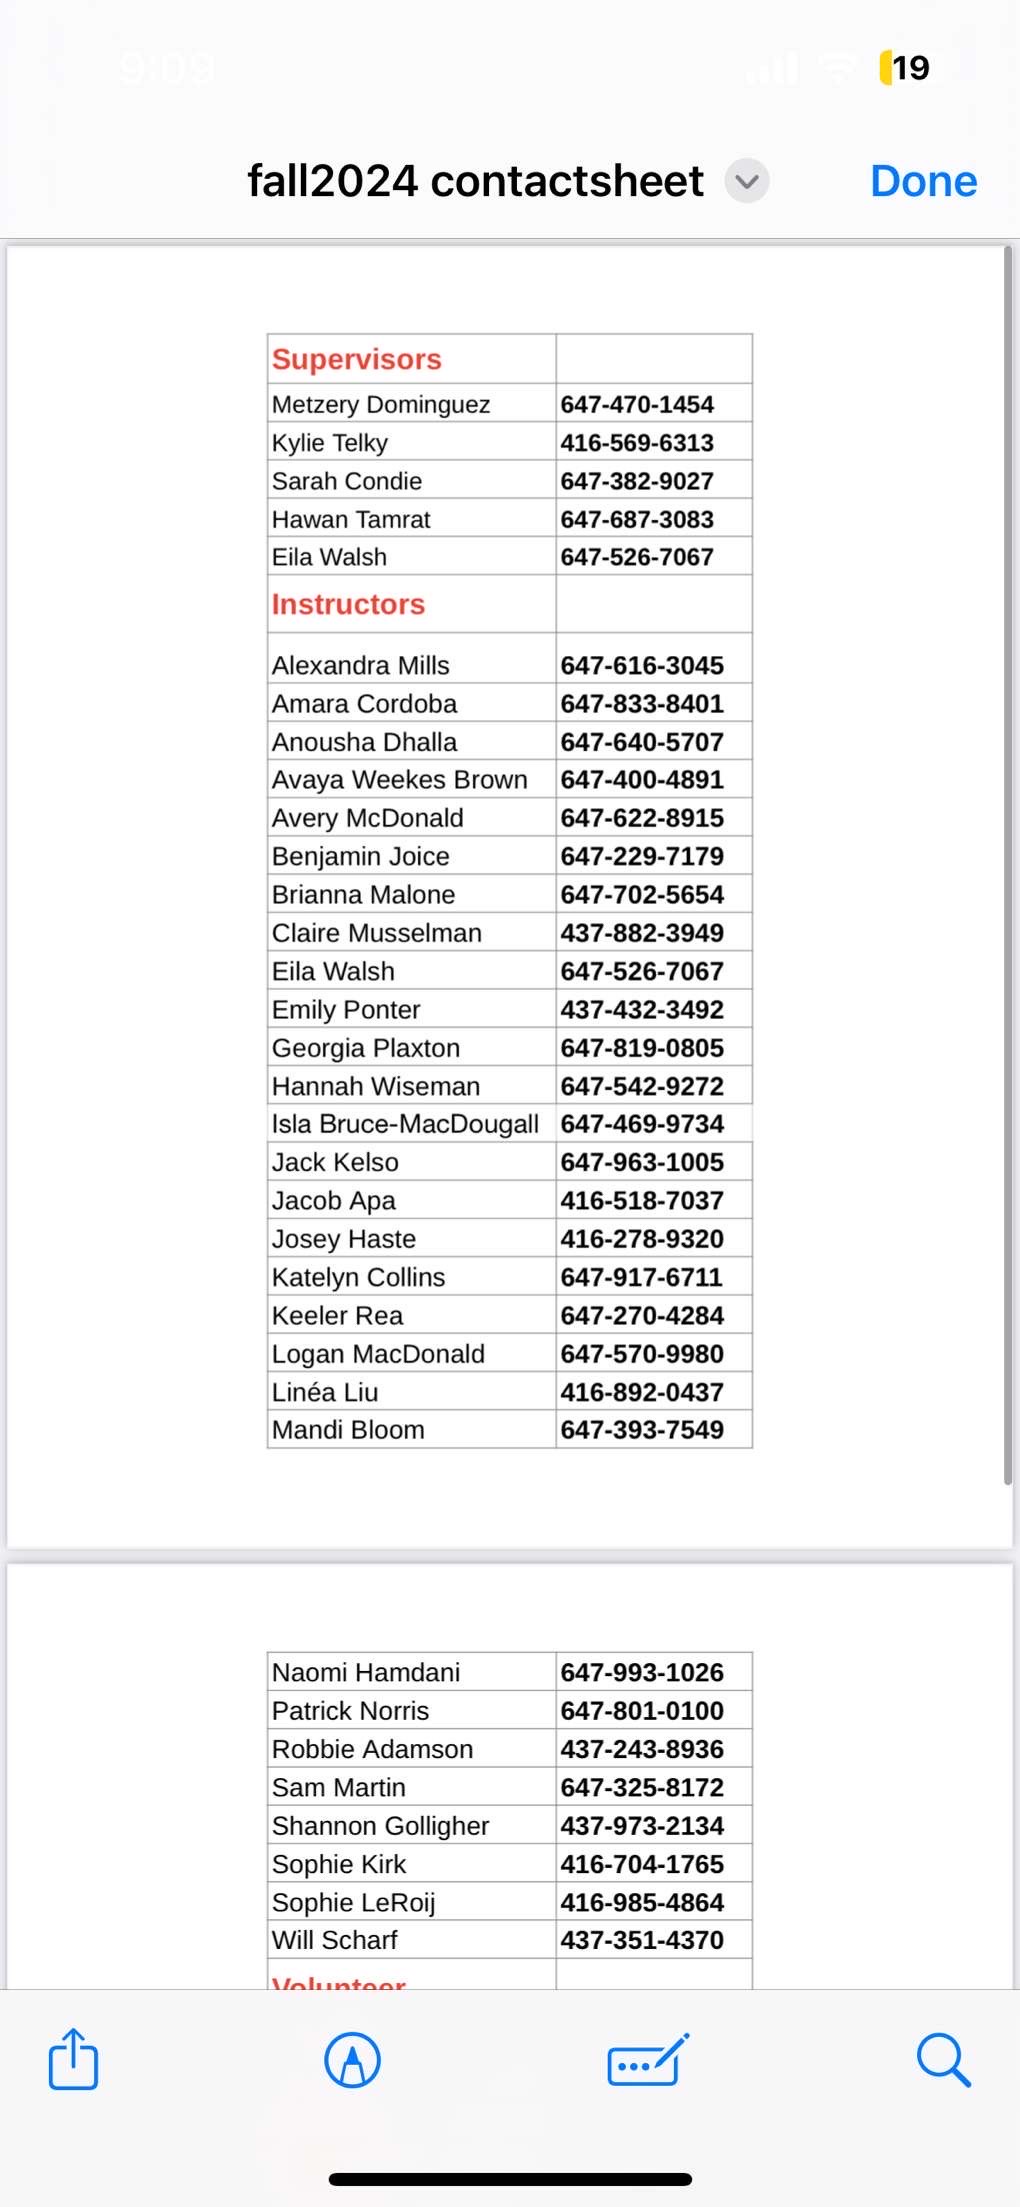 9:09
19
fall2024 contactsheet
Done
Supervisors
Metzery Dominguez 647-470-1454
Kylie Telky 416-569-6313
Sarah Condie 647-382-9027
Hawan Tamrat 647-687-3083
Eila Walsh 647-526-7067
Instructors
Alexandra Mills 647-616-3045
Amara Cordoba 647-833-8401
Anousha Dhalla 647-640-5707
Avaya Weekes Brown 647-400-4891
Avery McDonald 647-622-8915
Benjamin Joice 647-229-7179
Brianna Malone 647-702-5654
Claire Musselman 437-882-3949
Eila Walsh 647-526-7067
Emily Ponter 437-432-3492
Georgia Plaxton 647-819-0805
Hannah Wiseman 647-542-9272
Isla Bruce-MacDougall 647-469-9734
Jack Kelso 647-963-1005
Jacob Apa 416-518-7037
Josey Haste 416-278-9320
Katelyn Collins 647-917-6711
Keeler Rea 647-270-4284
Logan MacDonald 647-570-9980
Linéa Liu 416-892-0437
Mandi Bloom 647-393-7549
Naomi Hamdani 647-993-1026
Patrick Norris 647-801-0100
Robbie Adamson 437-243-8936
Sam Martin 647-325-8172
Shannon Golligher 437-973-2134
Sophie Kirk 416-704-1765
Sophie LeRoij 416-985-4864
Will Scharf 437-351-4370
Volunteer